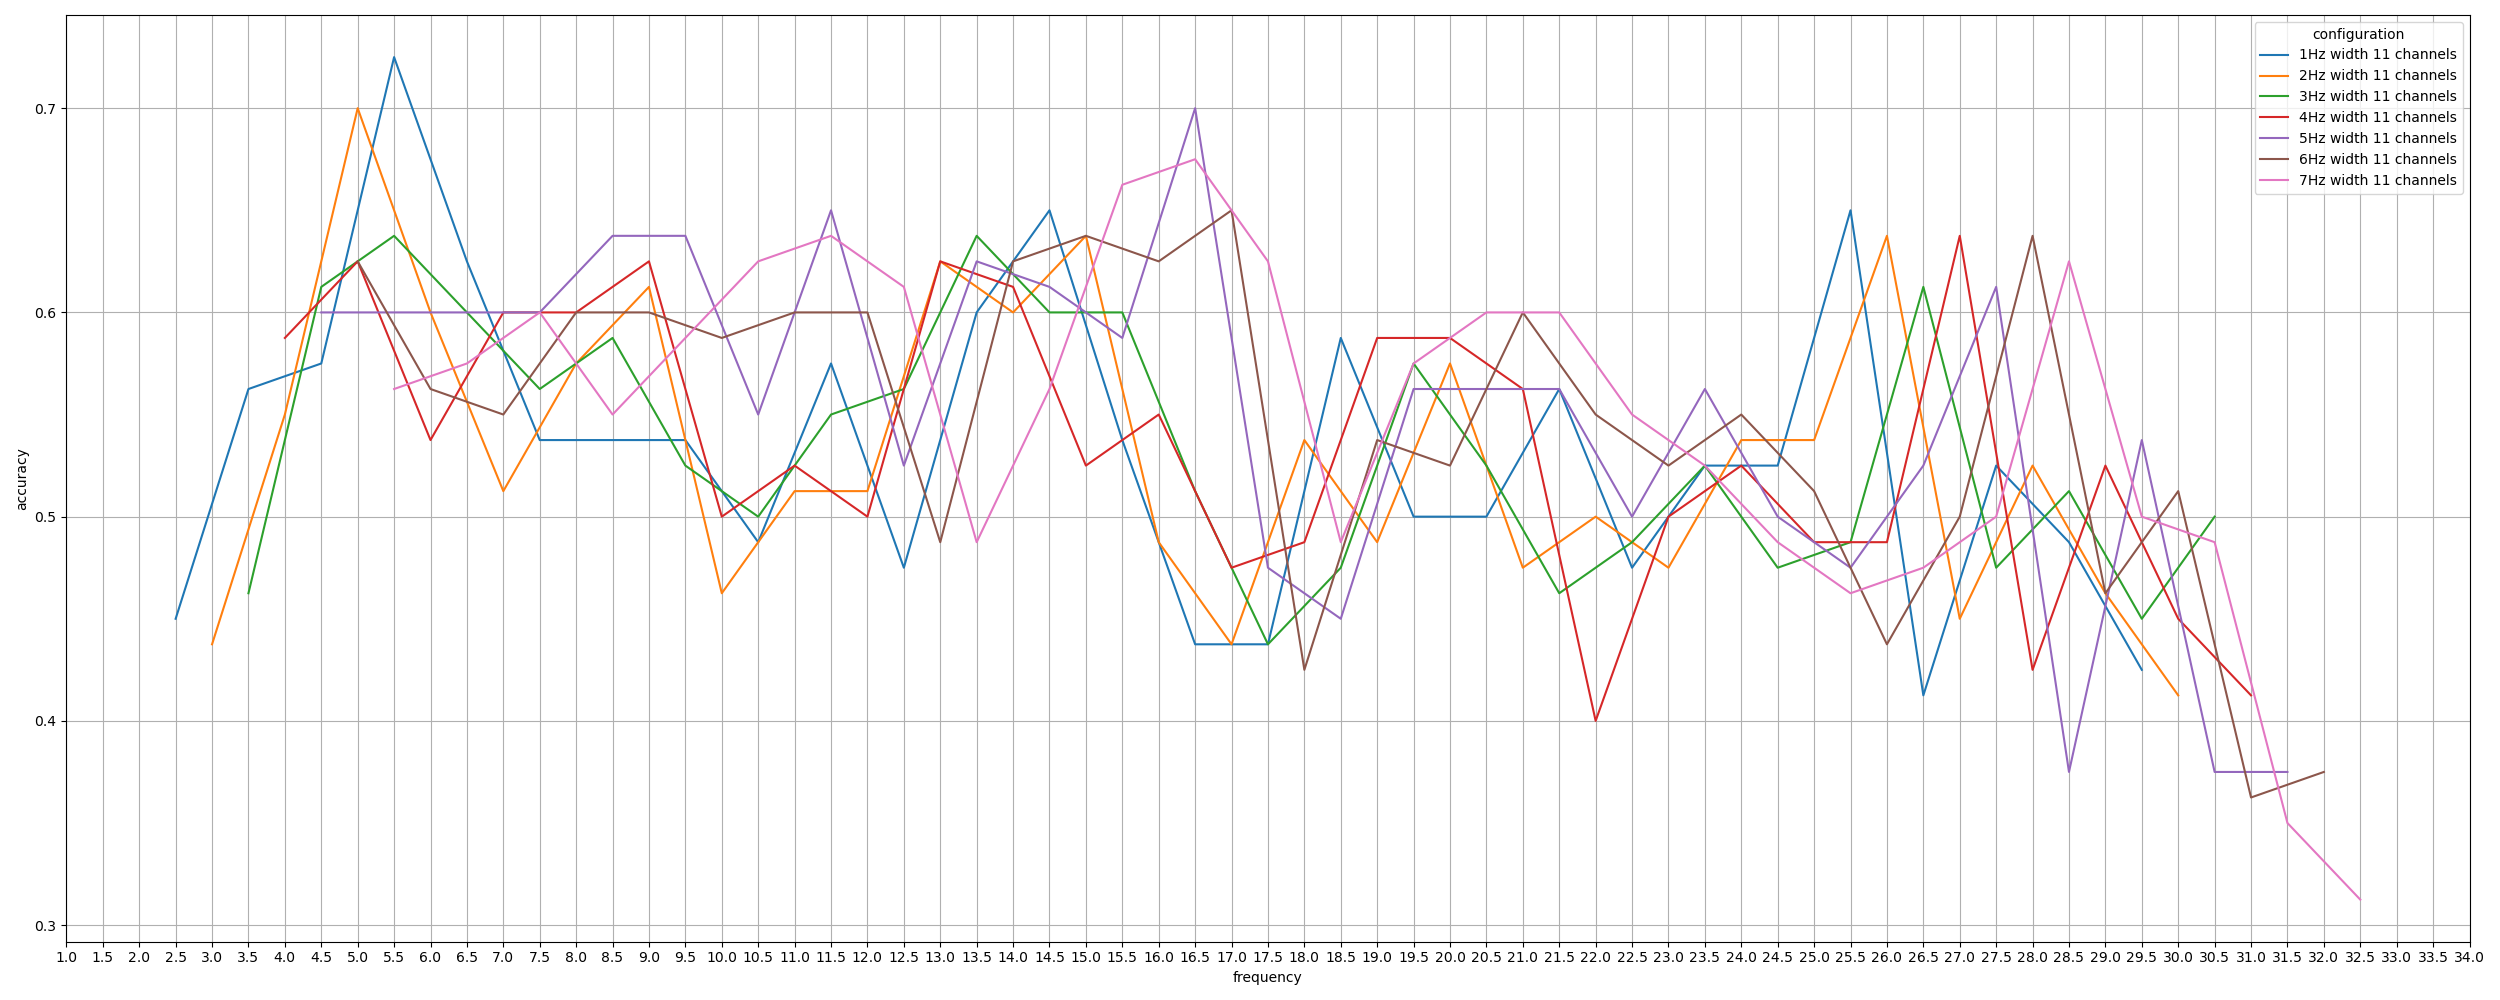 configuration
1Hz width 11 channels
2Hz width 11 channels
3Hz width 11 channels
4Hz width 11 channels
5Hz width 11 channels
6Hz width 11 channels
7Hz width 11 channels
0.7
0.6
0.5
0.4
0.3
accuracy
1.0 1.5 2.0 2.5 3.0 3.5 4.0 4.5 5.0 5.5 6.0 6.5 7.0 7.5 8.0 8.5 9.0 9.5 10.0 10.5 11.0 11.5 12.0 12.5 13.0 13.5 14.0 14.5 15.0 15.5 16.0 16.5 17.0 17.5 18.0 18.5 19.0 19.5 20.0 20.5 21.0 21.5 22.0 22.5 23.0 23.5 24.0 24.5 25.0 25.5 26.0 26.5 27.0 27.5 28.0 28.5 29.0 29.5 30.0 30.5 31.0 31.5 32.0 32.5 33.0 33.5 34.0
frequency